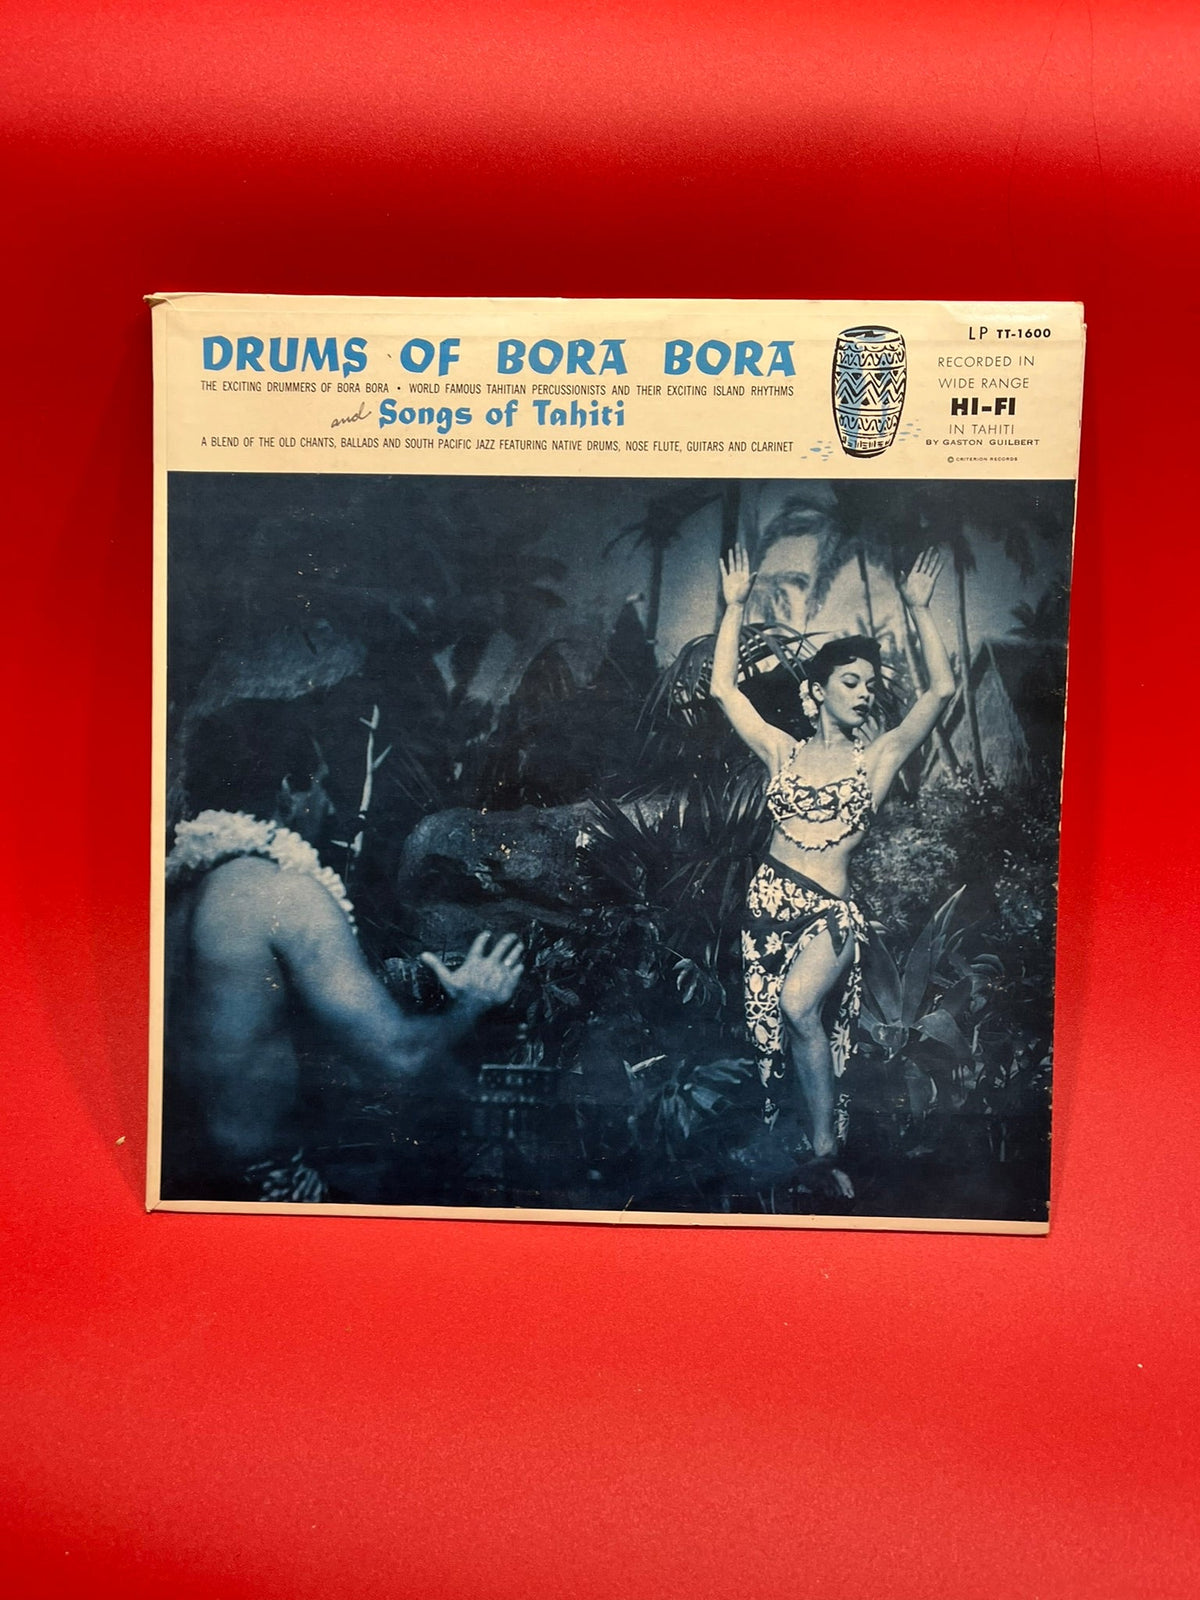 DRUMS OF BORA BORA
THE EXCITING DRUMMERS OF BORA BORA • WORLD FAMOUS TAHITIAN PERCUSSIONISTS AND THEIR EXCITING ISLAND RHYTHMS
and Songs of Tahiti
A BLEND OF THE OLD CHANTS, BALLADS AND SOUTH PACIFIC JAZZ FEATURING NATIVE DRUMS, NOSE FLUTE, GUITARS AND CLARINET
LP TT-1600
RECORDED IN
WIDE RANGE
HI-FI
IN TAHITI
BY GASTON GUILBERT
© CRITERION RECORDS